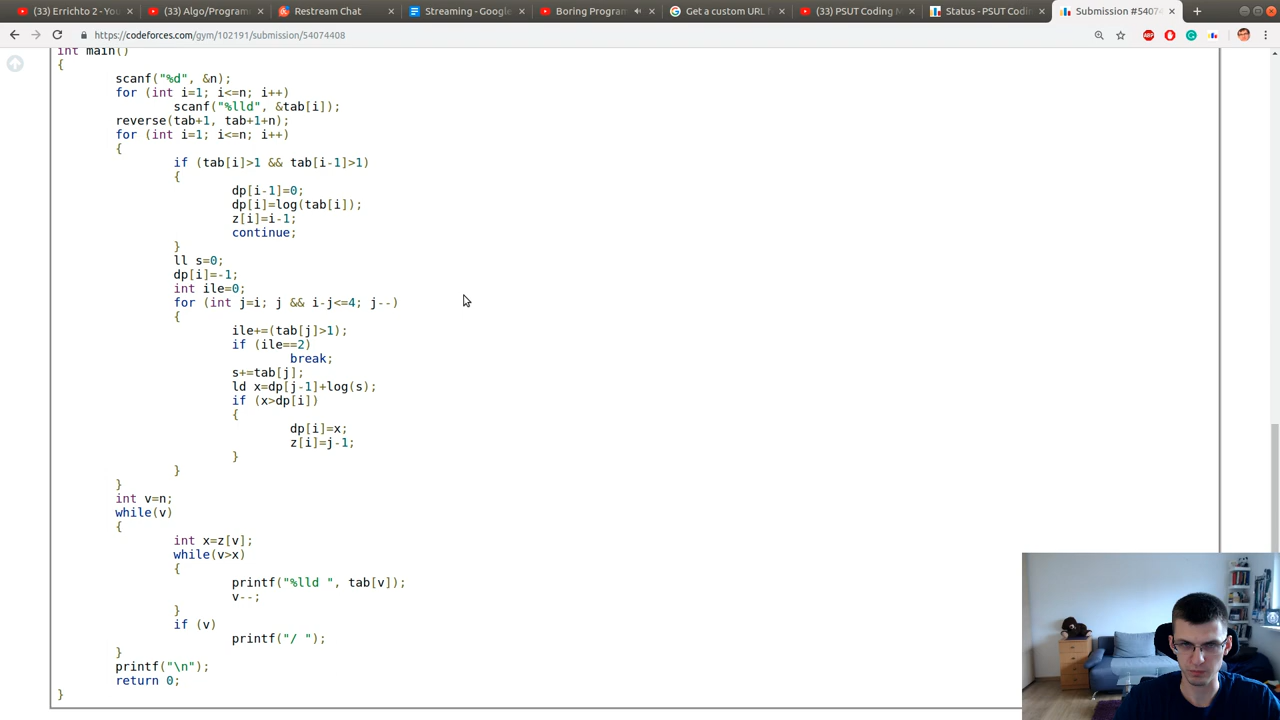 (33) Errichto 2 - You
(33) Algo/Program
Restream Chat
Streaming - Google
Boring Program
Get a custom URL f
(33) PSUT Coding M
Status - PSUT Codin
Submission #5407
https://codeforces.com/gym/102191/submission/54074408
int main()
{
scanf("%d", &n);
for (int i=1; i<=n; i++)
scanf("%lld", &tab[i]);
reverse(tab+1, tab+1+n);
for (int i=1; i<=n; i++)
{
if (tab[i]>1 && tab[i-1]>1)
{
dp[i-1]=0;
dp[i]=log(tab[i]);
z[i]=i-1;
continue;
}
ll s=0;
dp[i]=-1;
int ile=0;
for (int j=i; j && i-j<=4; j--)
{
ile+=(tab[j]>1);
if (ile==2)
break;
s+=tab[j];
ld x=dp[j-1]+log(s);
if (x>dp[i])
{
dp[i]=x;
z[i]=j-1;
}
}
}
int v=n;
while(v)
{
int x=z[v];
while(v>x)
{
printf("%lld ", tab[v]);
v--;
}
if (v)
printf("/ ");
}
printf("\n");
return 0;
}